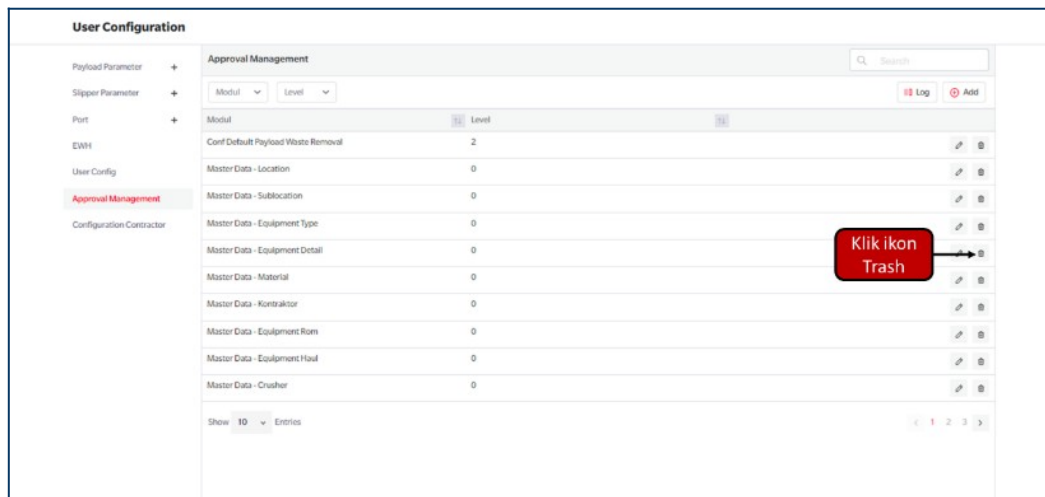 User Configuration
Payload Parameter +
Slipper Parameter +
Port +
EWH
User Config
Approval Management
Configuration Contractor
Approval Management
Search
Modul Level
Log Add
Modul Level
Conf Default Payload Waste Removal 2
Master Data - Location 0
Master Data - Sublocation 0
Master Data - Equipment Type 0
Master Data - Equipment Detail 0
Master Data - Material 0
Master Data - Kontraktor 0
Master Data - Equipment Rom 0
Master Data - Equipment Haul 0
Master Data - Crusher 0
Klik ikon
Trash
Show 10 Entries
< 1 2 3 >